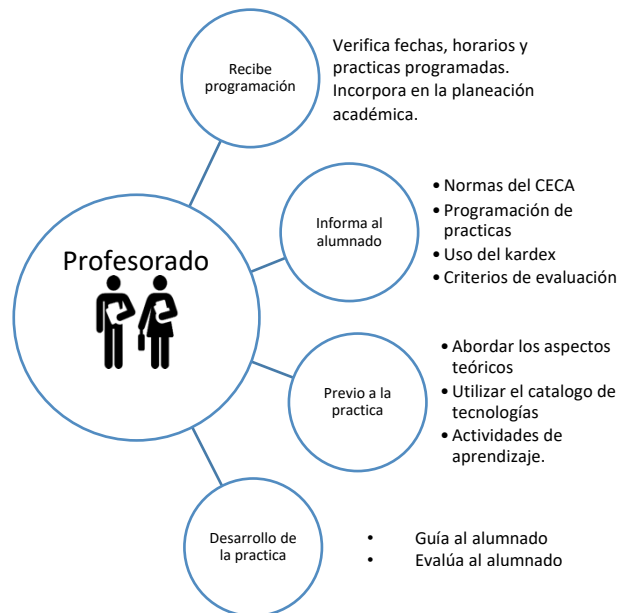 Profesorado
Recibe
programación
Verifica fechas, horarios y
practicas programadas.
Incorpora en la planeación
académica.
Informa al
alumnado
• Normas del CECA
• Programación de
practicas
• Uso del kardex
• Criterios de evaluación
Previo a la
practica
• Abordar los aspectos
teóricos
• Utilizar el catalogo de
tecnologías
• Actividades de
aprendizaje.
Desarrollo de
la practica
• Guía al alumnado
• Evalúa al alumnado